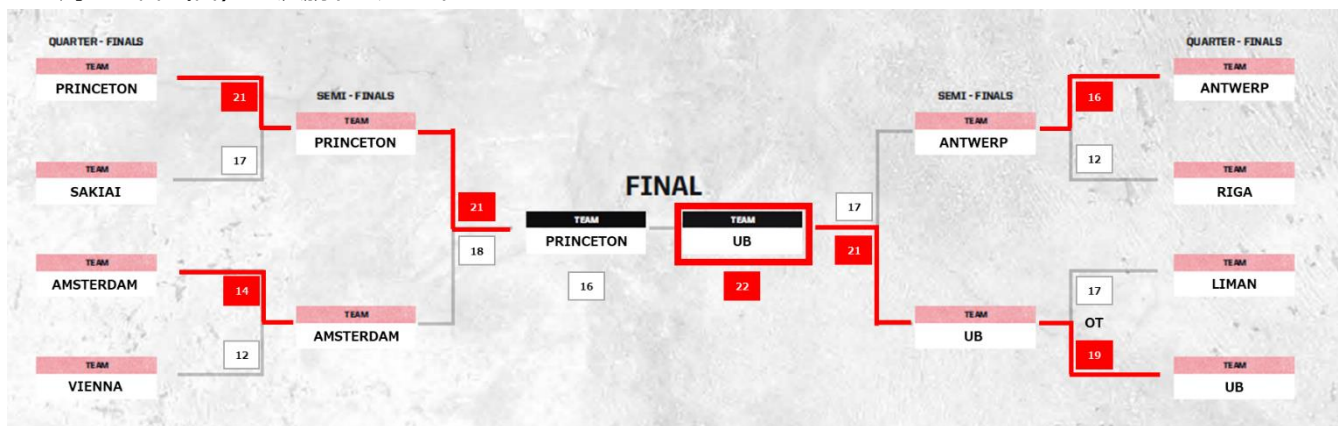 QUARTER - FINALS
TEAM
PRINCETON
21
17
TEAM
SAKIAI
TEAM
AMSTERDAM
14
12
TEAM
VIENNA
SEMI - FINALS
TEAM
PRINCETON
21
18
TEAM
AMSTERDAM
FINAL
TEAM
PRINCETON
16
TEAM
UB
22
SEMI - FINALS
TEAM
ANTWERP
17
21
TEAM
UB
QUARTER - FINALS
TEAM
ANTWERP
16
12
TEAM
RIGA
TEAM
LIMAN
17
OT
19
TEAM
UB